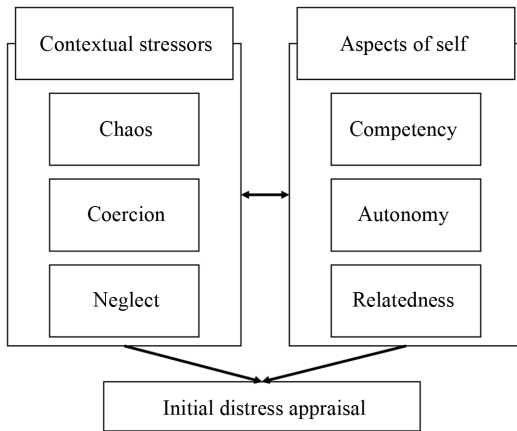 Contextual stressors
Chaos
Coercion
Neglect
Aspects of self
Competency
Autonomy
Relatedness
Initial distress appraisal